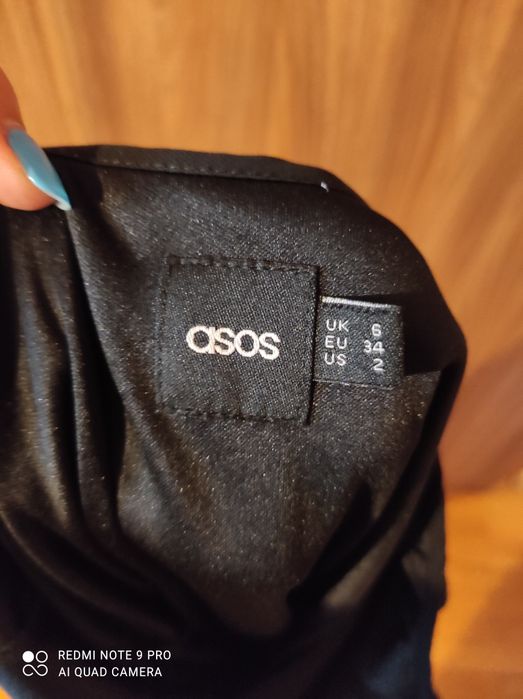 asos
UK 6
EU 34
US 2
REDMI NOTE 9 PRO
AI QUAD CAMERA